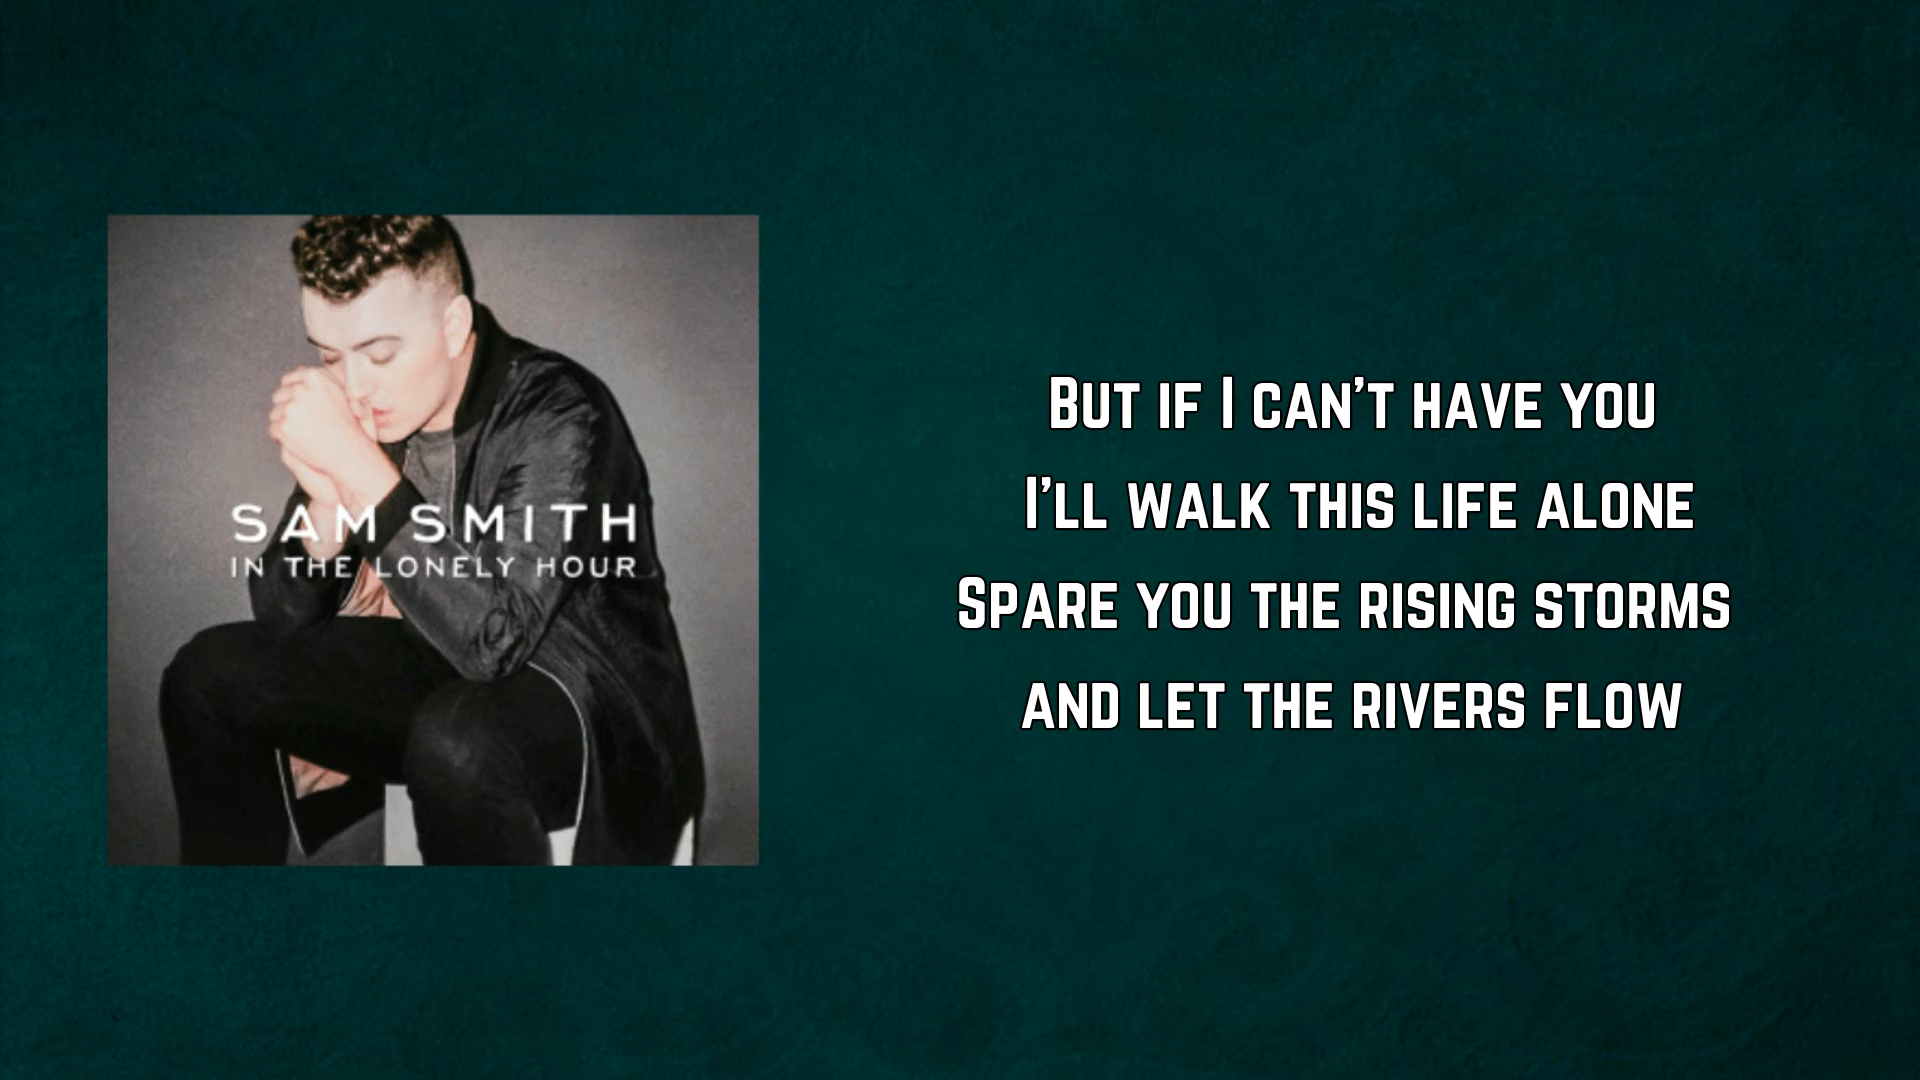 SAM SMITH
IN THE LONELY HOUR
But if I can't have you
I'll walk this life alone
Spare you the rising storms
and let the rivers flow